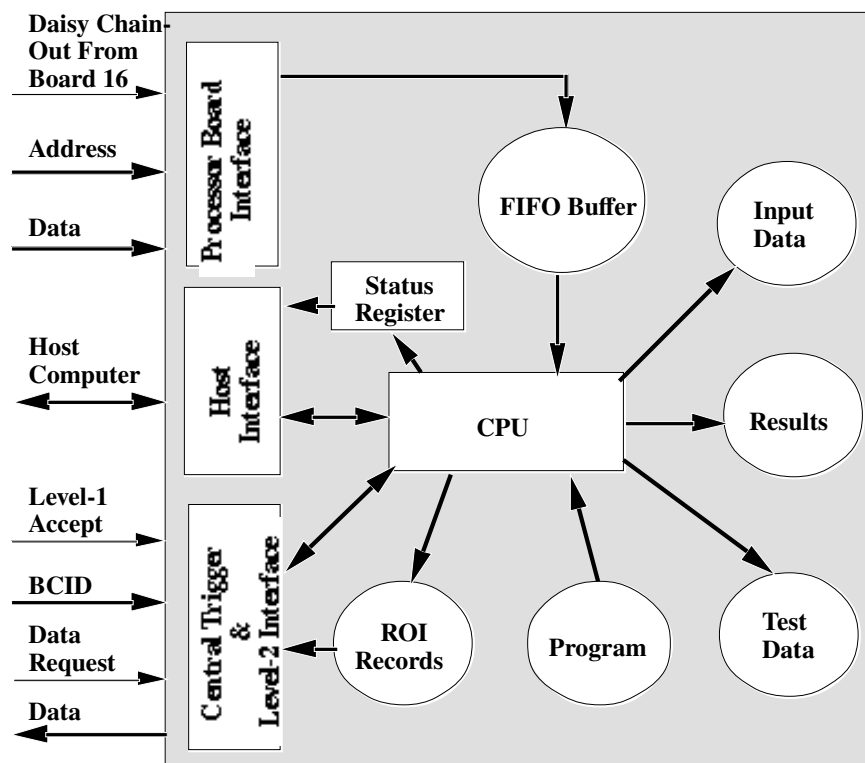 Daisy Chain-
Out From
Board 16
Address
Data
Host
Computer
Level-1
Accept
BCID
Data
Request
Data
Processor Board
Interface
Host
Interface
Central Trigger
&
Level-2 Interface
Status
Register
FIFO Buffer
CPU
Input
Data
Results
Test
Data
Program
ROI
Records